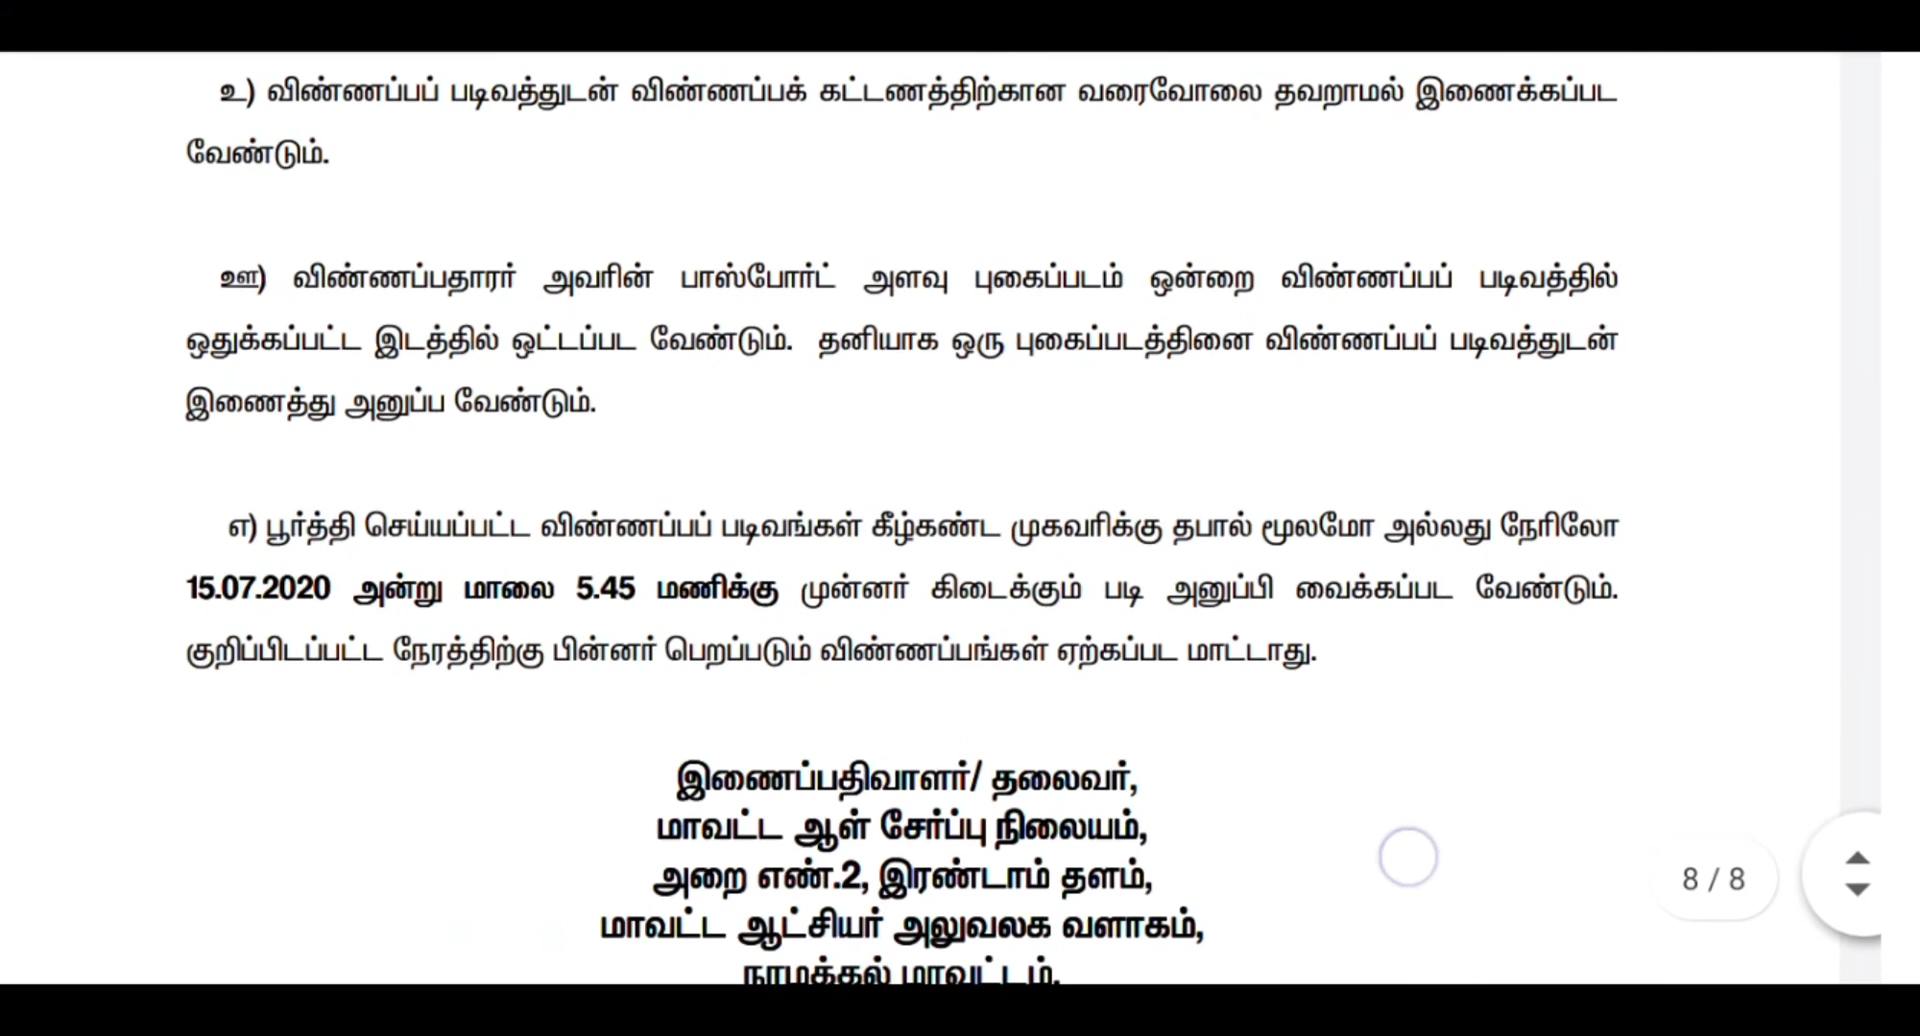 உ) விண்ணப்பப் படிவத்துடன் விண்ணப்பக் கட்டணத்திற்கான வரைவோலை தவறாமல் இணைக்கப்பட
வேண்டும்.
ஊ) விண்ணப்பதாரர் அவரின் பாஸ்போர்ட் அளவு புகைப்படம் ஒன்றை விண்ணப்பப் படிவத்தில்
ஒதுக்கப்பட்ட இடத்தில் ஒட்டப்பட வேண்டும். தனியாக ஒரு புகைப்படத்தினை விண்ணப்பப் படிவத்துடன்
இணைத்து அனுப்ப வேண்டும்.
எ) பூர்த்தி செய்யப்பட்ட விண்ணப்பப் படிவங்கள் கீழ்கண்ட முகவரிக்கு தபால் மூலமோ அல்லது நேரிலோ
15.07.2020 அன்று மாலை 5.45 மணிக்கு முன்னர் கிடைக்கும் படி அனுப்பி வைக்கப்பட வேண்டும்.
குறிப்பிடப்பட்ட நேரத்திற்கு பின்னர் பெறப்படும் விண்ணப்பங்கள் ஏற்கப்பட மாட்டாது.
இணைப்பதிவாளர்/ தலைவர்,
மாவட்ட ஆள் சேர்ப்பு நிலையம்,
அறை எண்.2, இரண்டாம் தளம்,
8 / 8
மாவட்ட ஆட்சியர் அலுவலக வளாகம்,
நாமக்கல் மாவட்டம்.